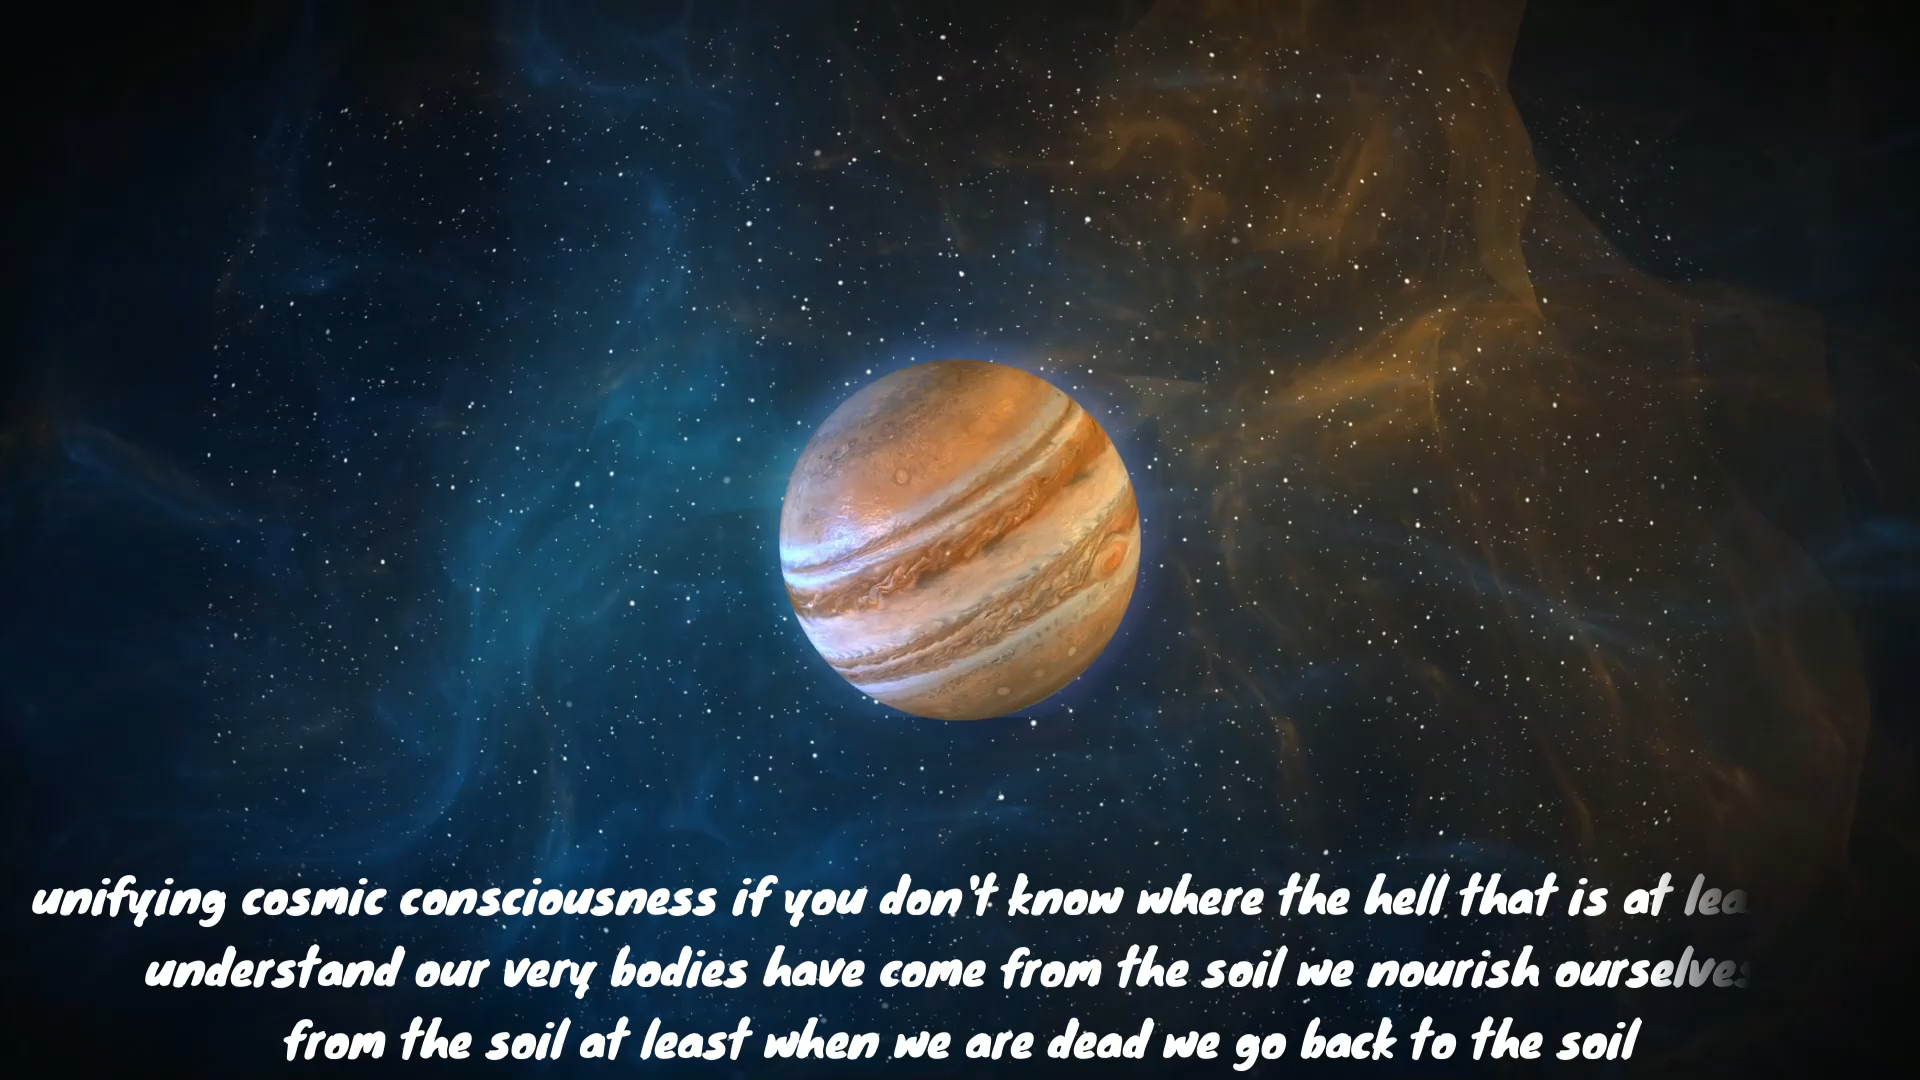 unifying cosmic consciousness if you don't know where the hell that is at
understand our very bodies have come from the soil we nourish ourselves
from the soil at least when we are dead we go back to the soil